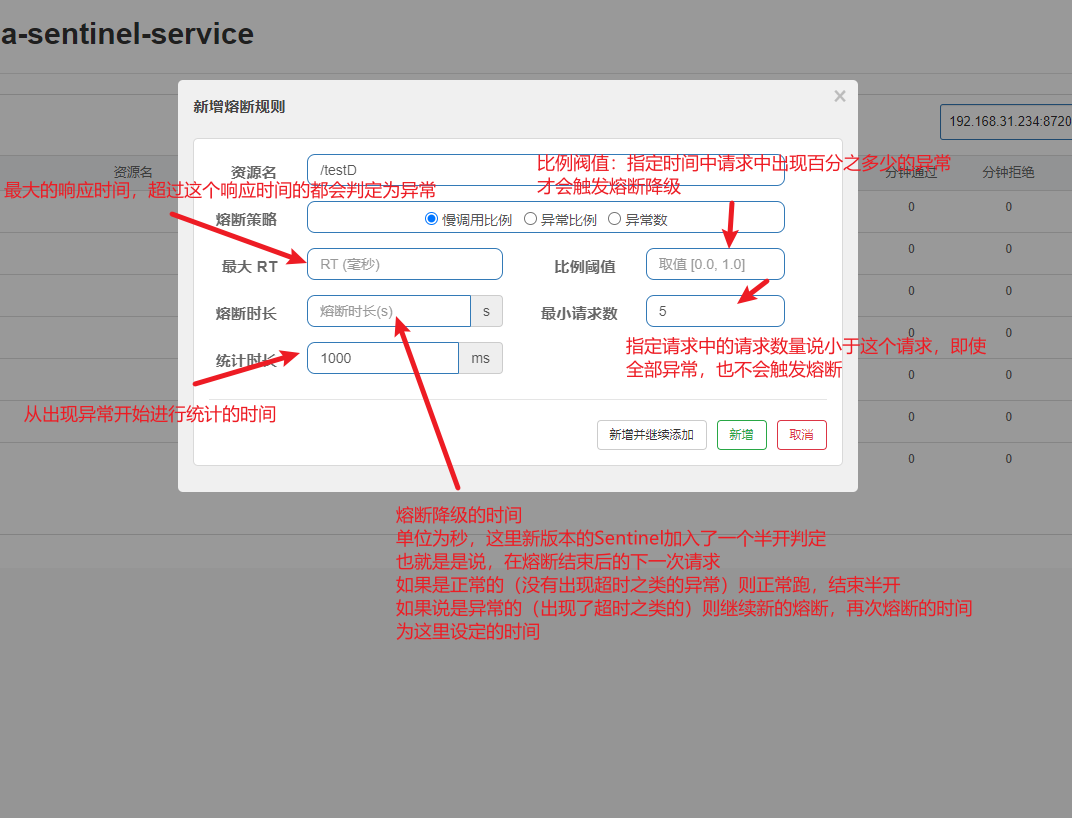 a-sentinel-service
新增熔断规则
×
192.168.31.234:8720
资源名
分钟通过
分钟拒绝
资源名
/testD
比例阀值：指定时间中请求中出现百分之多少的异常
才会触发熔断降级
最大的响应时间，超过这个响应时间的都会判定为异常
熔断策略
慢调用比例
异常比例
异常数
0
0
最大 RT
RT (毫秒)
比例阈值
取值 [0.0, 1.0]
0
0
熔断时长
熔断时长(s)
s
最小请求数
5
0
0
统计时长
1000
ms
0
0
指定请求中的请求数量说小于这个请求，即使
全部异常，也不会触发熔断
0
0
从出现异常开始进行统计的时间
0
0
新增并继续添加
新增
取消
0
0
熔断降级的时间
单位为秒，这里新版本的Sentinel加入了一个半开判定
也就是是说，在熔断结束后的下一次请求
如果是正常的（没有出现超时之类的异常）则正常跑，结束半开
如果说是异常的（出现了超时之类的）则继续新的熔断，再次熔断的时间
为这里设定的时间